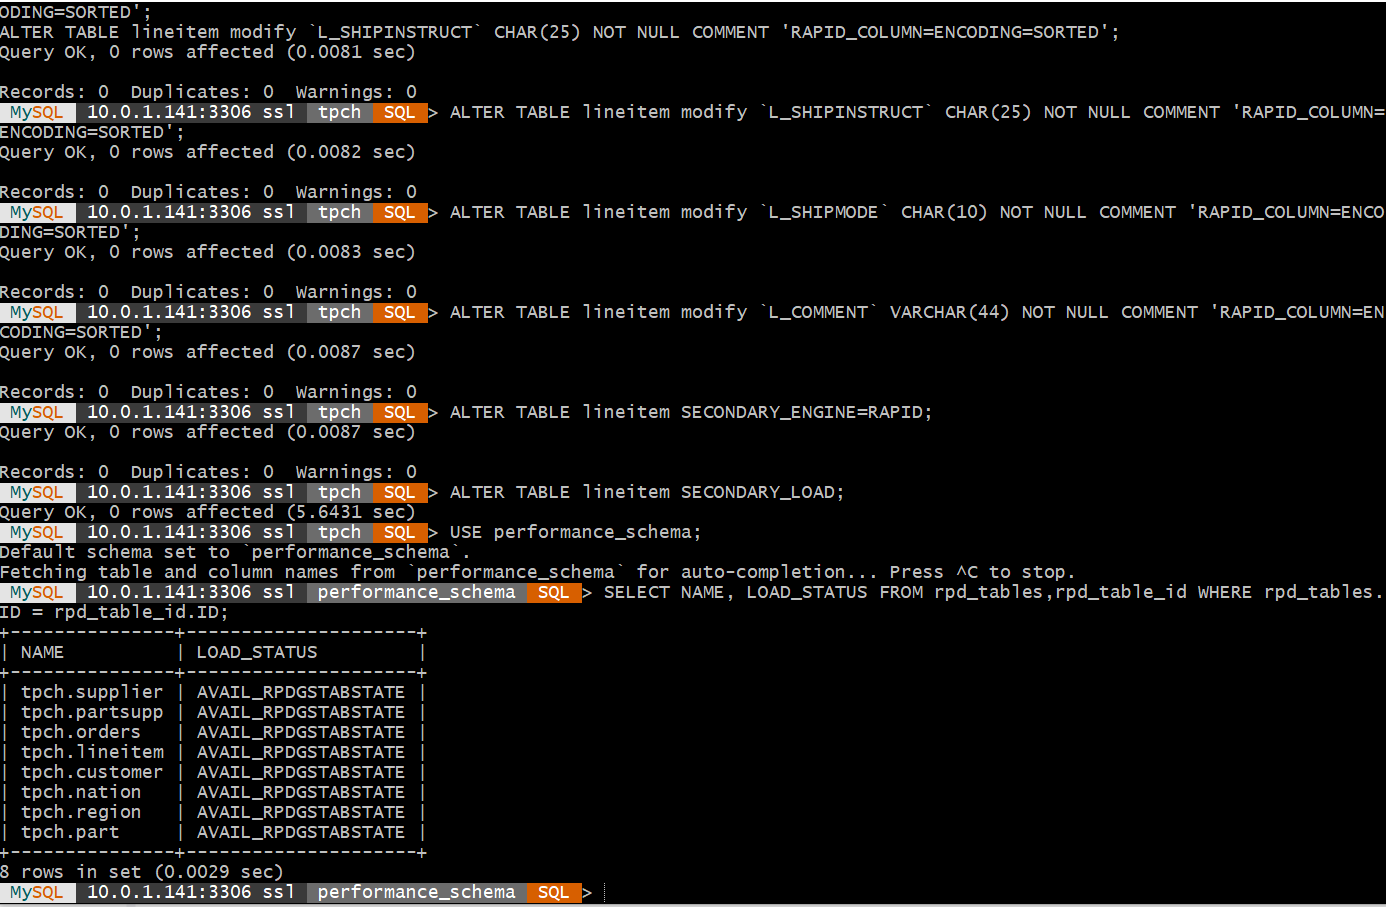 ODING=SORTED';
ALTER TABLE lineitem modify `L_SHIPINSTRUCT` CHAR(25) NOT NULL COMMENT 'RAPID_COLUMN=ENCODING=SORTED';
Query OK, 0 rows affected (0.0081 sec)

Records: 0  Duplicates: 0  Warnings: 0
MySQL  10.0.1.141:3306 ssl  tpch  SQL > ALTER TABLE lineitem modify `L_SHIPINSTRUCT` CHAR(25) NOT NULL COMMENT 'RAPID_COLUMN=
ENCODING=SORTED';
Query OK, 0 rows affected (0.0082 sec)

Records: 0  Duplicates: 0  Warnings: 0
MySQL  10.0.1.141:3306 ssl  tpch  SQL > ALTER TABLE lineitem modify `L_SHIPMODE` CHAR(10) NOT NULL COMMENT 'RAPID_COLUMN=ENCO
DING=SORTED';
Query OK, 0 rows affected (0.0083 sec)

Records: 0  Duplicates: 0  Warnings: 0
MySQL  10.0.1.141:3306 ssl  tpch  SQL > ALTER TABLE lineitem modify `L_COMMENT` VARCHAR(44) NOT NULL COMMENT 'RAPID_COLUMN=EN
CODING=SORTED';
Query OK, 0 rows affected (0.0087 sec)

Records: 0  Duplicates: 0  Warnings: 0
MySQL  10.0.1.141:3306 ssl  tpch  SQL > ALTER TABLE lineitem SECONDARY_ENGINE=RAPID;
Query OK, 0 rows affected (0.0087 sec)

Records: 0  Duplicates: 0  Warnings: 0
MySQL  10.0.1.141:3306 ssl  tpch  SQL > ALTER TABLE lineitem SECONDARY_LOAD;
Query OK, 0 rows affected (5.6431 sec)
MySQL  10.0.1.141:3306 ssl  tpch  SQL > USE performance_schema;
Default schema set to `performance_schema`.
Fetching table and column names from `performance_schema` for auto-completion... Press ^C to stop.
MySQL  10.0.1.141:3306 ssl  performance_schema  SQL > SELECT NAME, LOAD_STATUS FROM rpd_tables,rpd_table_id WHERE rpd_tables.
ID = rpd_table_id.ID;
+---------------+---------------------+
| NAME          | LOAD_STATUS         |
+---------------+---------------------+
| tpch.supplier | AVAIL_RPDGSTABSTATE |
| tpch.partsupp | AVAIL_RPDGSTABSTATE |
| tpch.orders   | AVAIL_RPDGSTABSTATE |
| tpch.lineitem | AVAIL_RPDGSTABSTATE |
| tpch.customer | AVAIL_RPDGSTABSTATE |
| tpch.nation   | AVAIL_RPDGSTABSTATE |
| tpch.region   | AVAIL_RPDGSTABSTATE |
| tpch.part     | AVAIL_RPDGSTABSTATE |
+---------------+---------------------+
8 rows in set (0.0029 sec)
MySQL  10.0.1.141:3306 ssl  performance_schema  SQL >